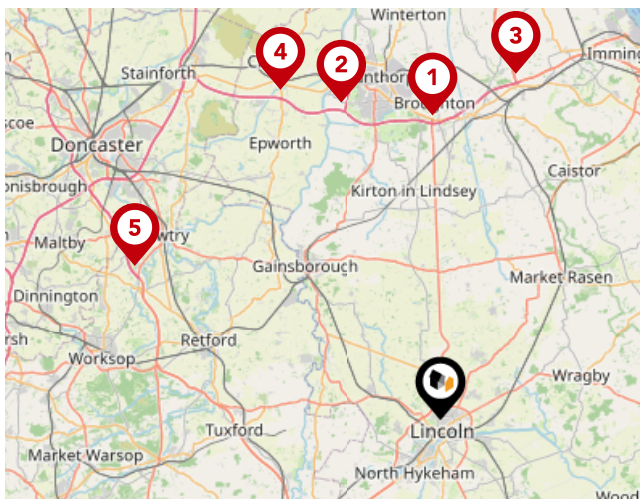 Winterton
3
4
2
1
Stainforth
Imming
Doncaster
Epworth
Caistor
Kirton in Lindsey
5
Maltby
Gainsborough
Market Rasen
Dinnington
Retford
Worksop
Wragby
Tuxford
Lincoln
Market Warsop
North Hykeham